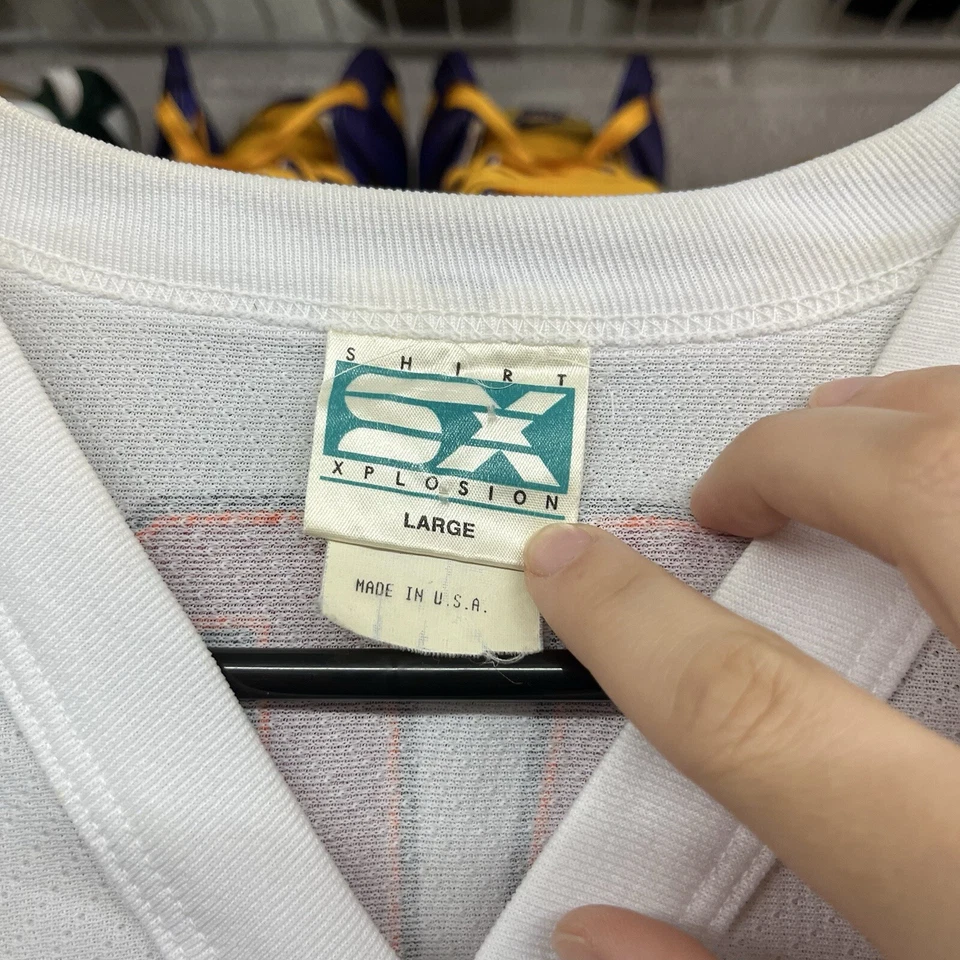 SHIRT
SX
XPLOSION
LARGE
MADE IN U.S.A.